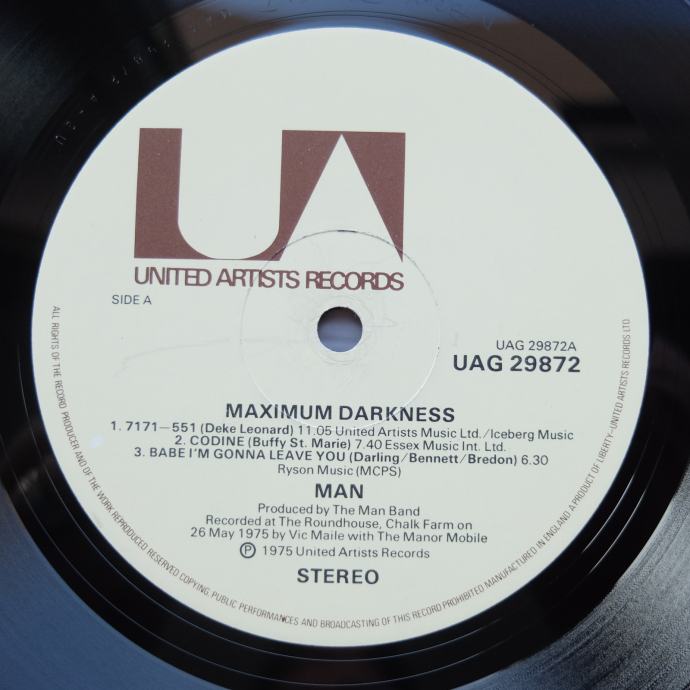 UA
UNITED ARTISTS RECORDS
SIDE A
UAG 29872A
UAG 29872
MAXIMUM DARKNESS
1. 7171—551 (Deke Leonard) 11.05 United Artists Music Ltd./Iceberg Music
2. CODINE (Buffy St. Marie) 7.40 Essex Music Int. Ltd.
3. BABE I'M GONNA LEAVE YOU (Darling/Bennett/Bredon) 6.30
Ryson Music (MCPS)
MAN
Produced by The Man Band
Recorded at The Roundhouse, Chalk Farm on
26 May 1975 by Vic Maile with The Manor Mobile
Ⓟ 1975 United Artists Records
STEREO
ALL RIGHTS OF THE RECORD PRODUCER AND OF THE WORK REPRODUCED RESERVED COPYING, PUBLIC PERFORMANCES AND BROADCASTING OF THIS RECORD PROHIBITED MANUFACTURED IN ENGLAND A PRODUCT OF LIBERTY—UNITED ARTISTS RECORDS LTD.